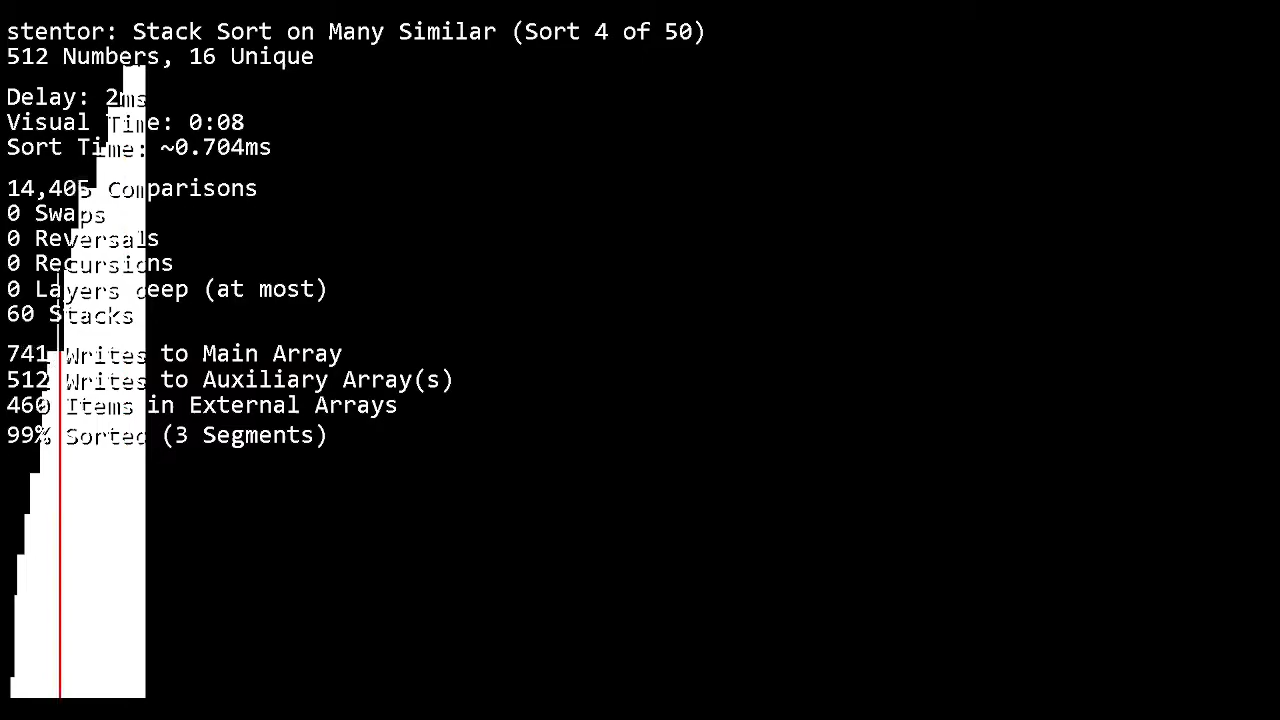 stentor: Stack Sort on Many Similar (Sort 4 of 50)
512 Numbers, 16 Unique
Delay: 2ms
Visual Time: 0:08
Sort Time: ~0.704ms
14,405 Comparisons
0 Swaps
0 Reversals
0 Recursions
0 Layers deep (at most)
60 Stacks
741 Writes to Main Array
512 Writes to Auxiliary Array(s)
460 Items in External Arrays
99% Sorted (3 Segments)